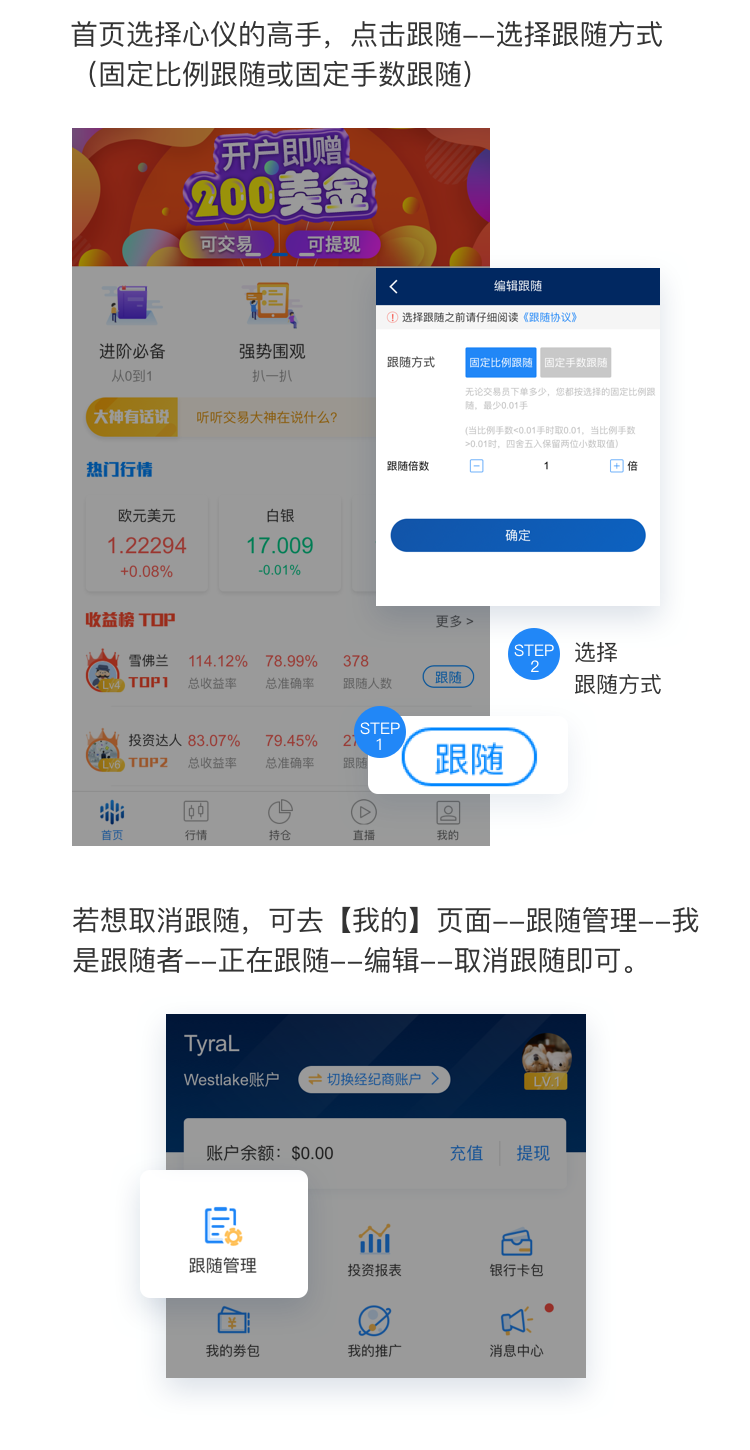 首页选择心仪的高手，点击跟随--选择跟随方式
（固定比例跟随或固定手数跟随）
开户即赠
200美金
可交易
可提现
进阶必备
从0到1
强势围观
扒一扒
大神有话说
听听交易大神在说什么？
热门行情
欧元美元
1.22294
+0.08%
白银
17.009
-0.01%
收益榜 TOP
更多 >
雪佛兰
114.12%
78.99%
378
Lv4
TOP1
总收益率
总准确率
跟随人数
跟随
投资达人
83.07%
79.45%
Lv6
TOP2
总收益率
总准确率
首页
行情
持仓
直播
我的
编辑跟随
选择跟随之前请仔细阅读《跟随协议》
跟随方式
固定比例跟随
固定手数跟随
无论交易员下单多少，您都按选择的固定比例跟
随，最少0.01手
(当比例手数<0.01手时取0.01，当比例手数
>0.01时，四舍五入保留两位小数取值)
跟随倍数
−
1
+
倍
确定
STEP
2
选择
跟随方式
STEP
1
跟随
若想取消跟随，可去【我的】页面--跟随管理--我
是跟随者--正在跟随--编辑--取消跟随即可。
TyraL
Westlake账户
切换经纪商账户
LV.1
账户余额：$0.00
充值
提现
跟随管理
投资报表
银行卡包
我的券包
我的推广
消息中心